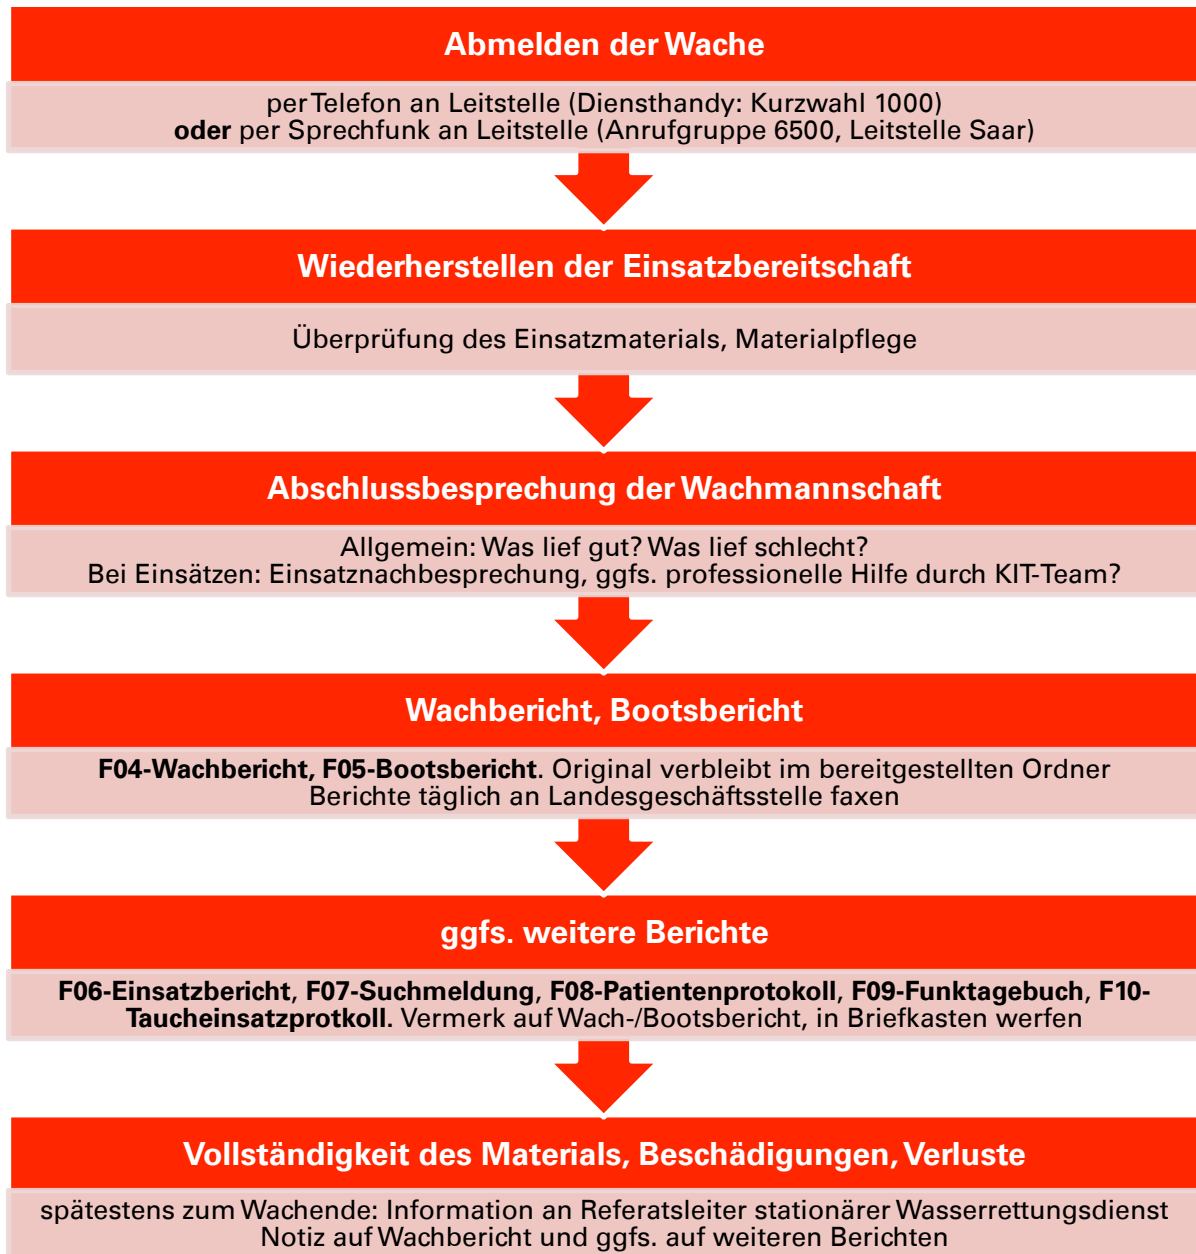 Abmelden der Wache
per Telefon an Leitstelle (Diensthandy: Kurzwahl 1000)
oder per Sprechfunk an Leitstelle (Anrufgruppe 6500, Leitstelle Saar)
Wiederherstellen der Einsatzbereitschaft
Überprüfung des Einsatzmaterials, Materialpflege
Abschlussbesprechung der Wachmannschaft
Allgemein: Was lief gut? Was lief schlecht?
Bei Einsätzen: Einsatznachbesprechung, ggfs. professionelle Hilfe durch KIT-Team?
Wachbericht, Bootsbericht
F04-Wachbericht, F05-Bootsbericht. Original verbleibt im bereitgestellten Ordner
Berichte täglich an Landesgeschäftsstelle faxen
ggfs. weitere Berichte
F06-Einsatzbericht, F07-Suchmeldung, F08-Patientenprotokoll, F09-Funktagebuch, F10-
Taucheinsatzprotkoll. Vermerk auf Wach-/Bootsbericht, in Briefkasten werfen
Vollständigkeit des Materials, Beschädigungen, Verluste
spätestens zum Wachende: Information an Referatsleiter stationärer Wasserrettungsdienst
Notiz auf Wachbericht und ggfs. auf weiteren Berichten